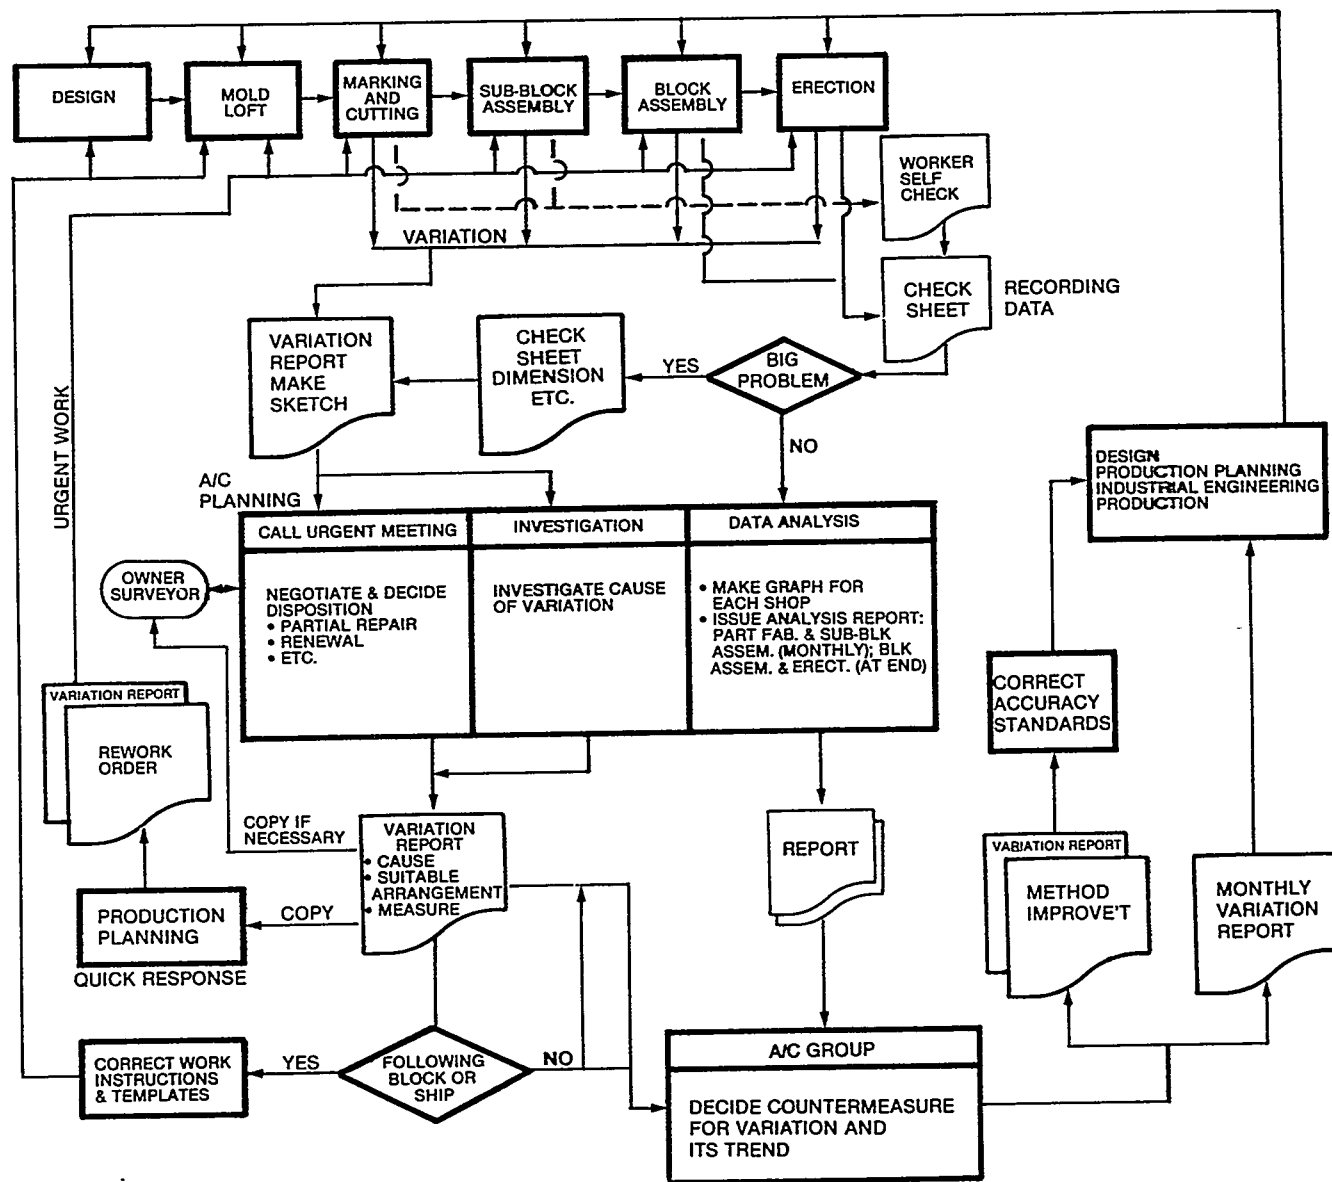 DESIGN
MOLD
LOFT
MARKING
AND
CUTTING
SUB-BLOCK
ASSEMBLY
BLOCK
ASSEMBLY
ERECTION
WORKER
SELF
CHECK
VARIATION
CHECK
SHEET
RECORDING
DATA
VARIATION
REPORT
MAKE
SKETCH
CHECK
SHEET
DIMENSION
ETC.
YES
BIG
PROBLEM
NO
URGENT WORK
A/C
PLANNING
CALL URGENT MEETING
INVESTIGATION
DATA ANALYSIS
DESIGN
PRODUCTION PLANNING
INDUSTRIAL ENGINEERING
PRODUCTION
OWNER
SURVEYOR
NEGOTIATE & DECIDE
DISPOSITION
• PARTIAL REPAIR
• RENEWAL
• ETC.
INVESTIGATE CAUSE
OF VARIATION
• MAKE GRAPH FOR
EACH SHOP
• ISSUE ANALYSIS REPORT:
PART FAB. & SUB-BLK
ASSEM. (MONTHLY); BLK
ASSEM. & ERECT. (AT END)
VARIATION REPORT
REWORK
ORDER
CORRECT
ACCURACY
STANDARDS
COPY IF
NECESSARY
VARIATION
REPORT
• CAUSE
• SUITABLE
ARRANGEMENT
• MEASURE
REPORT
VARIATION REPORT
METHOD
IMPROVE'T
MONTHLY
VARIATION
REPORT
PRODUCTION
PLANNING
COPY
QUICK RESPONSE
CORRECT WORK
INSTRUCTIONS
& TEMPLATES
YES
FOLLOWING
BLOCK OR
SHIP
NO
A/C GROUP
DECIDE COUNTERMEASURE
FOR VARIATION AND
ITS TREND